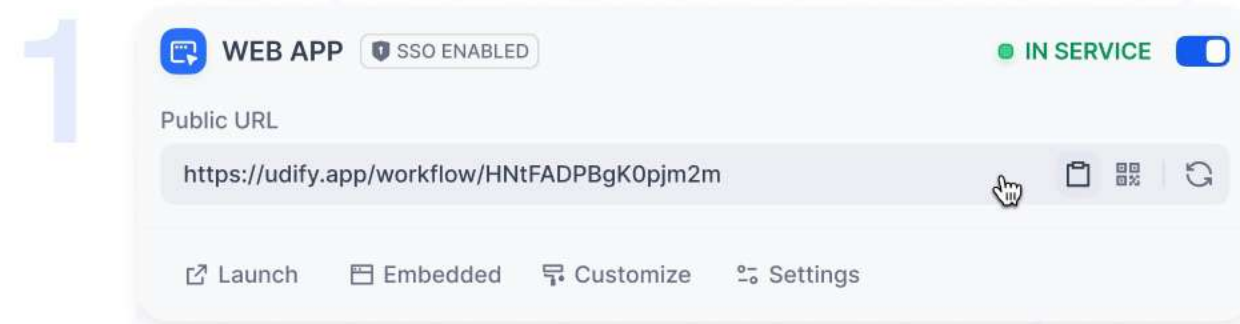 1
WEB APP SSO ENABLED IN SERVICE
Public URL
https://udify.app/workflow/HNtFADPBgK0pjm2m
Launch Embedded Customize Settings